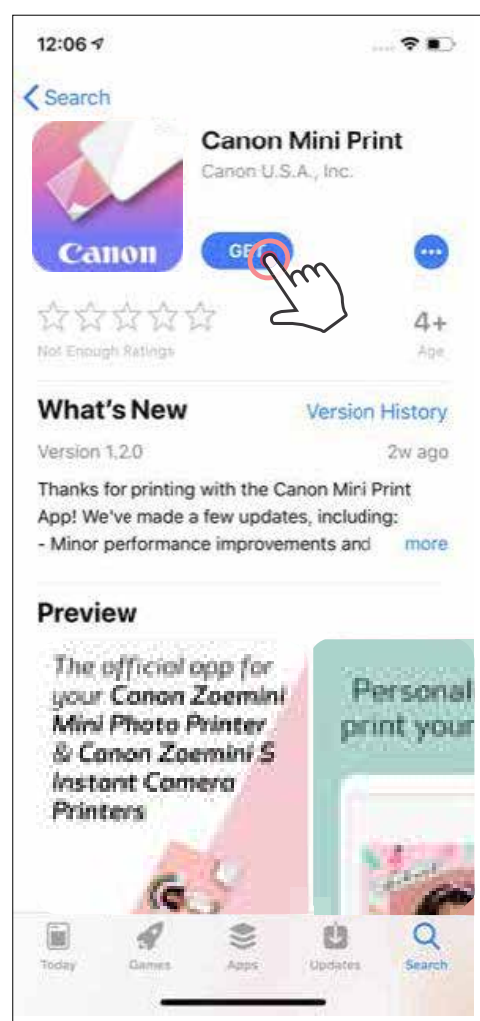 12:06
Search
Canon Mini Print
Canon U.S.A., Inc.
Canon
GET
4+
Not Enough Ratings
Age
What's New
Version History
Version 1.2.0
2w ago
Thanks for printing with the Canon Mini Print
App! We've made a few updates, including:
- Minor performance improvements and more
Preview
The official app for
your Canon Zoemini
Mini Photo Printer
& Canon Zoemini S
Instant Camera
Printers
Personal
print your
Today
Games
Apps
Updates
Search